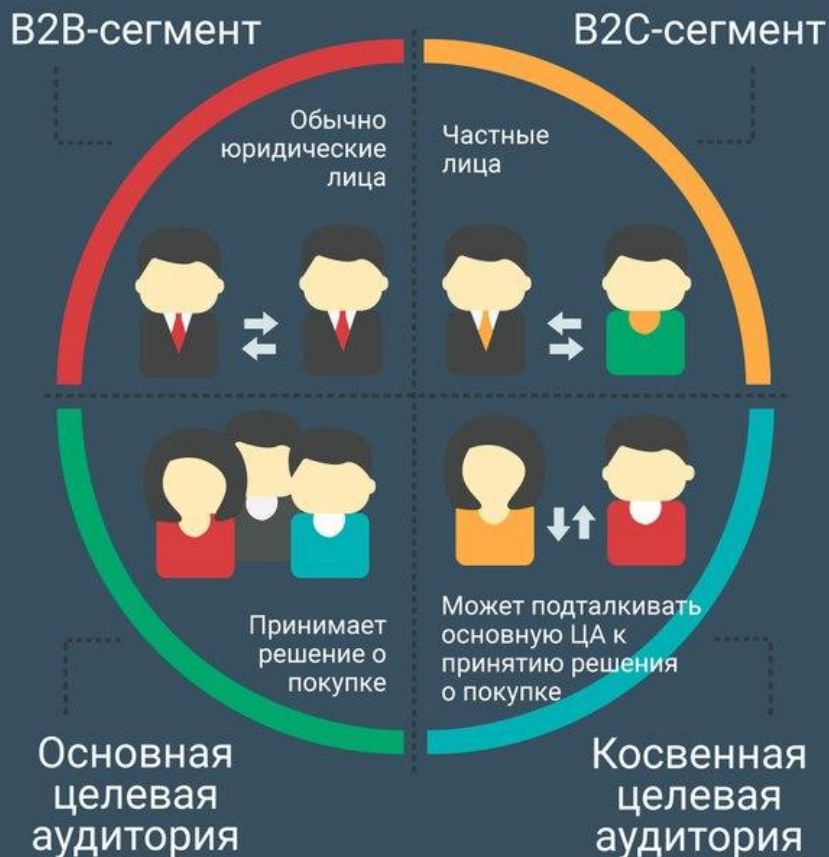 B2B-сегмент
B2C-сегмент
Обычно
юридические
лица
Частные
лица
Принимает
решение о
покупке
Может подталкивать
основную ЦА к
принятию решения
о покупке
Основная
целевая
аудитория
Косвенная
целевая
аудитория